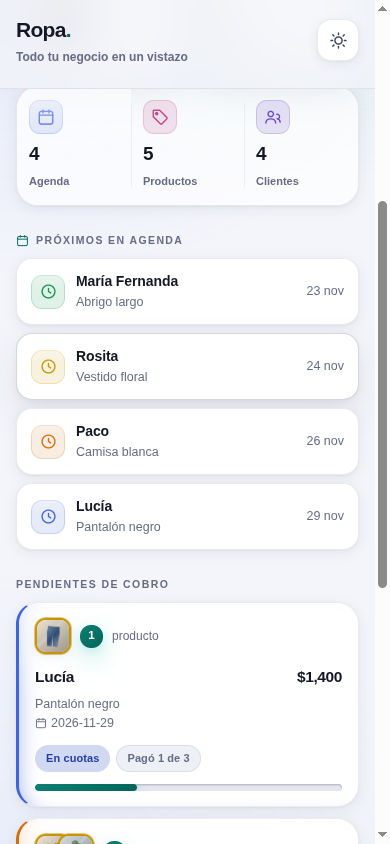 Ropa.
Todo tu negocio en un vistazo
4
Agenda
5
Productos
4
Clientes
PRÓXIMOS EN AGENDA
María Fernanda
Abrigo largo
23 nov
Rosita
Vestido floral
24 nov
Paco
Camisa blanca
26 nov
Lucía
Pantalón negro
29 nov
PENDIENTES DE COBRO
1 producto
Lucía
$1,400
Pantalón negro
2026-11-29
En cuotas
Pagó 1 de 3